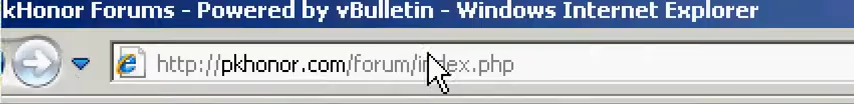 kHonor Forums - Powered by vBulletin - Windows Internet Explorer
http://pkhonor.com/forum/index.php